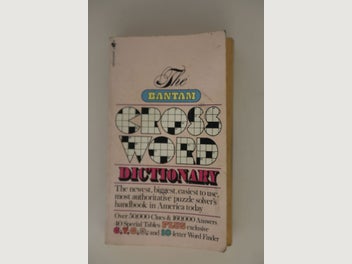 The
BANTAM
CROSS
WORD
DICTIONARY
The newest, biggest, easiest to use,
most authoritative puzzle solver's
handbook in America today
Over 50,000 Clues & 160,000 Answers
40 Special Tables PLUS exclusive
and 10-letter Word Finder